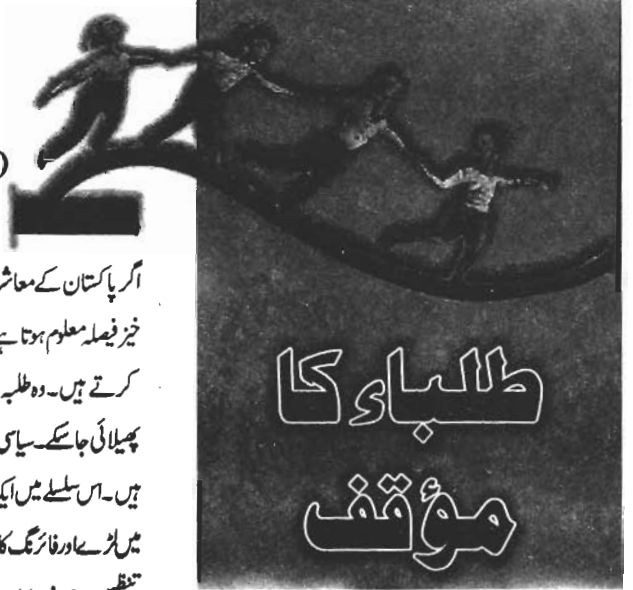 طلباء کا
مؤقف
اگر پاکستان کے معاشر
خیز فیصلہ معلوم ہوتا ہے
کرتے ہیں۔ وہ طلبہ
پھیلائی جاسکے۔ سیاسی
ہیں۔ اس سلسلے میں ایک
میں لڑے اور فائرنگ کا